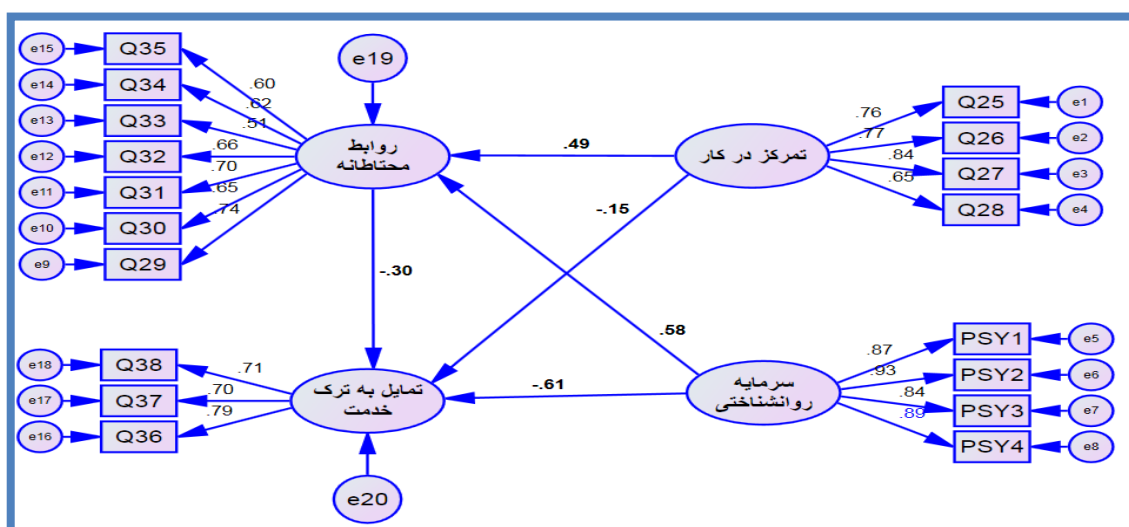 e15
Q35
e14
Q34
e13
Q33
e12
Q32
e11
Q31
e10
Q30
e9
Q29
.60
.62
.51
.66
.70
.65
.74
e19
روابط
محتاطانه
.49
تمرکز در کار
.76
.77
.84
.65
Q25
e1
Q26
e2
Q27
e3
Q28
e4
-.15
-.30
.58
e18
Q38
e17
Q37
e16
Q36
.71
.70
.79
تمایل به ترک
خدمت
-.61
سرمایه
روانشناختی
.87
.93
.84
.89
PSY1
e5
PSY2
e6
PSY3
e7
PSY4
e8
e20